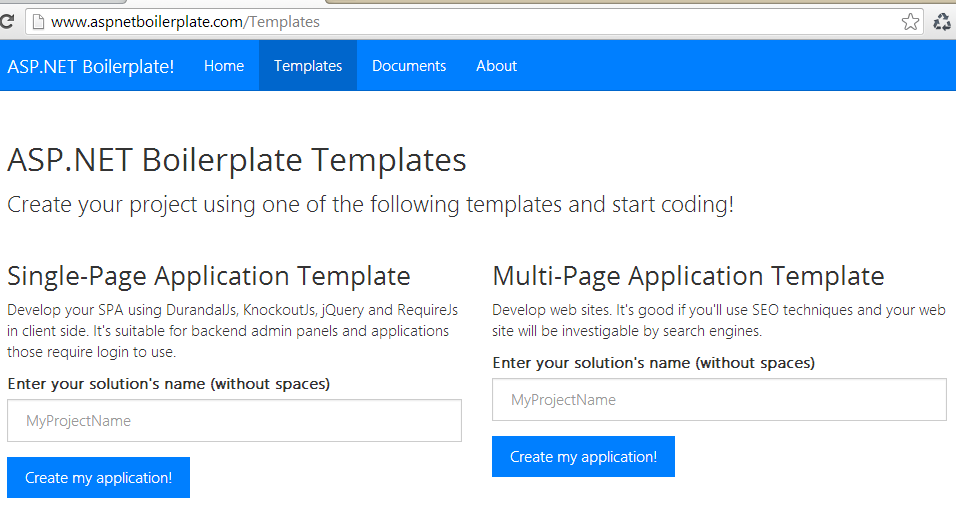 www.aspnetboilerplate.com/Templates
ASP.NET Boilerplate! Home Templates Documents About
ASP.NET Boilerplate Templates
Create your project using one of the following templates and start coding!
Single-Page Application Template
Develop your SPA using DurandalJs, KnockoutJs, jQuery and RequireJs
in client side. It's suitable for backend admin panels and applications
those require login to use.
Enter your solution's name (without spaces)
MyProjectName
Create my application!
Multi-Page Application Template
Develop web sites. It's good if you'll use SEO techniques and your web
site will be investigable by search engines.
Enter your solution's name (without spaces)
MyProjectName
Create my application!